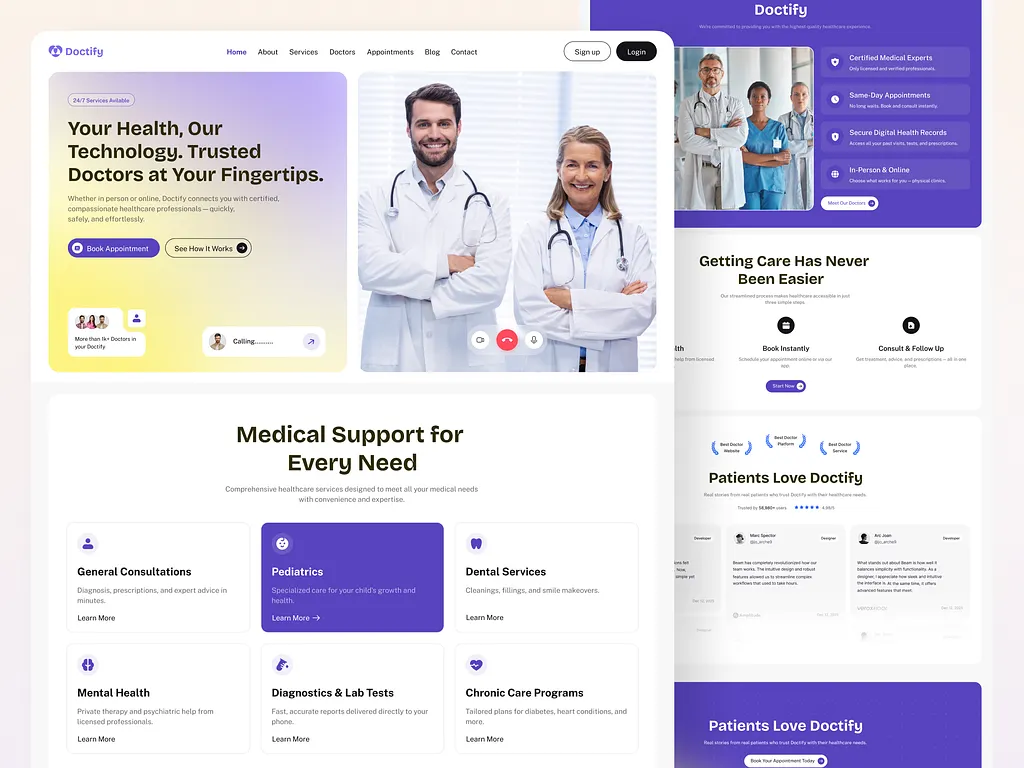 Doctify
Home
About
Services
Doctors
Appointments
Blog
Contact
Sign up
Login
24/7 Services Avilable
Your Health, Our
Technology. Trusted
Doctors at Your Fingertips.
Whether in person or online, Doctify connects you with certified,
compassionate healthcare professionals — quickly,
safely, and effortlessly.
Book Appointment
See How It Works
More than 1k+ Doctors in
your Doctify
Calling..........
Medical Support for
Every Need
Comprehensive healthcare services designed to meet all your medical needs
with convenience and expertise.
General Consultations
Diagnosis, prescriptions, and expert advice in
minutes.
Learn More
Pediatrics
Specialized care for your child's growth and
health.
Learn More
Dental Services
Cleanings, fillings, and smile makeovers.
Learn More
Mental Health
Private therapy and psychiatric help from
licensed professionals.
Learn More
Diagnostics & Lab Tests
Fast, accurate reports delivered directly to your
phone.
Learn More
Chronic Care Programs
Tailored plans for diabetes, heart conditions, and
more.
Learn More
Doctify
We're committed to providing you with the highest quality healthcare experience.
Certified Medical Experts
Only licensed and verified professionals.
Same-Day Appointments
No long waits. Book and consult instantly.
Secure Digital Health Records
Access all your past visits, tests, and prescriptions.
In-Person & Online
Choose what works for you — physical clinics.
Meet Our Doctors
Getting Care Has Never
Been Easier
Our streamlined process makes healthcare accessible in just
three simple steps.
lth
help from licensed
Book Instantly
Schedule your appointment online or via our
app.
Consult & Follow Up
Get treatment, advice, and prescriptions — all in one
place.
Start Now
Best Doctor
Website
Best Doctor
Platform
Best Doctor
Service
Patients Love Doctify
Real stories from real patients who trust Doctify with their healthcare needs.
Trusted by 58,980+ users
4.88/5
Developer
Marc Spector
@jo_arche9
Designer
Beam has completely revolutionized how our
team works. The intuitive design and robust
features allowed us to streamline complex
workflows that used to take hours.
Arc Joan
@jo_arche9
Developer
What stands out about Beam is how well it
balances simplicity with functionality. As a
designer, I appreciate how sleek and intuitive
the interface is. At the same time, it offers
advanced features that meet.
Patients Love Doctify
Real stories from real patients who trust Doctify with their healthcare needs.
Book Your Appointment Today